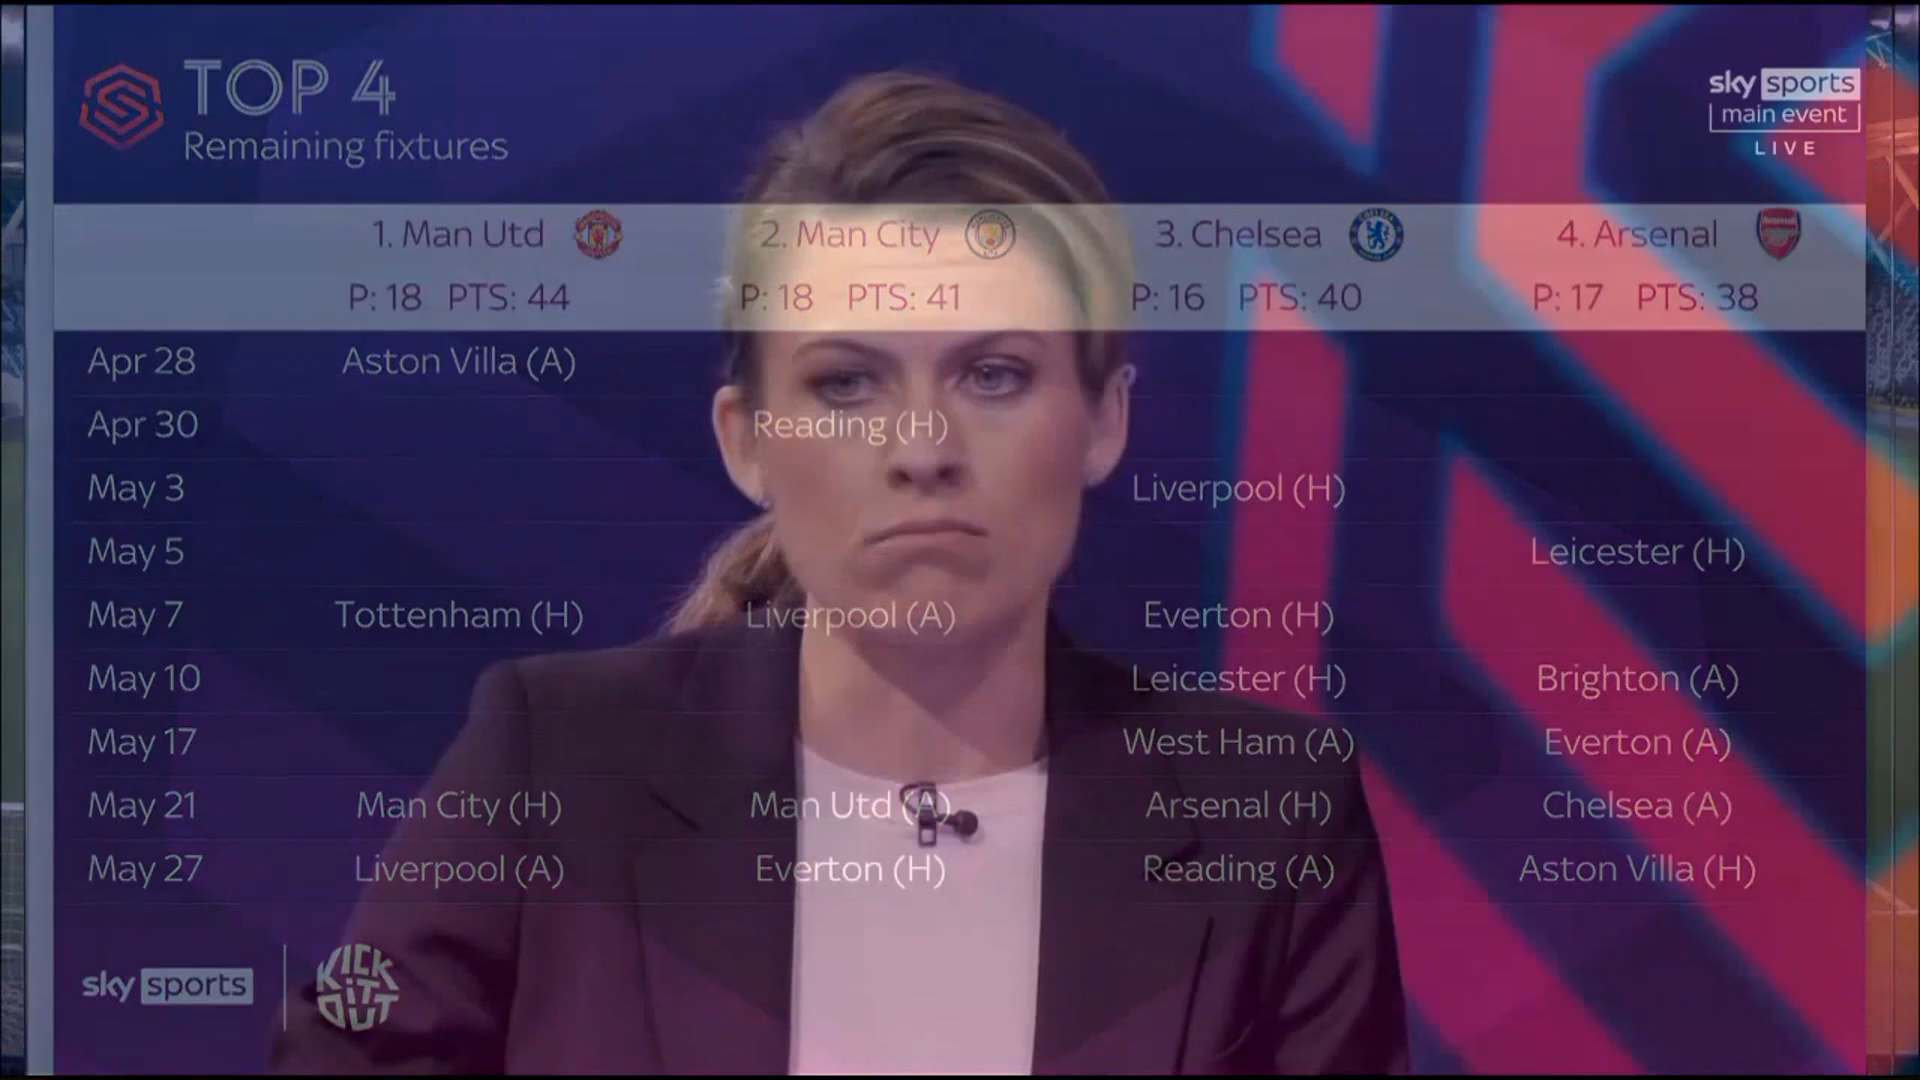 TOP 4
Remaining fixtures
sky sports
main event
LIVE
1. Man Utd 2. Man City 3. Chelsea 4. Arsenal
P: 18 PTS: 44 P: 18 PTS: 41 P: 16 PTS: 40 P: 17 PTS: 38
Apr 28 Aston Villa (A)
Apr 30 Reading (H)
May 3 Liverpool (H)
May 5 Leicester (H)
May 7 Tottenham (H) Liverpool (A) Everton (H)
May 10 Leicester (H) Brighton (A)
May 17 West Ham (A) Everton (A)
May 21 Man City (H) Man Utd (A) Arsenal (H) Chelsea (A)
May 27 Liverpool (A) Everton (H) Reading (A) Aston Villa (H)
sky sports
KICK
IT
OUT